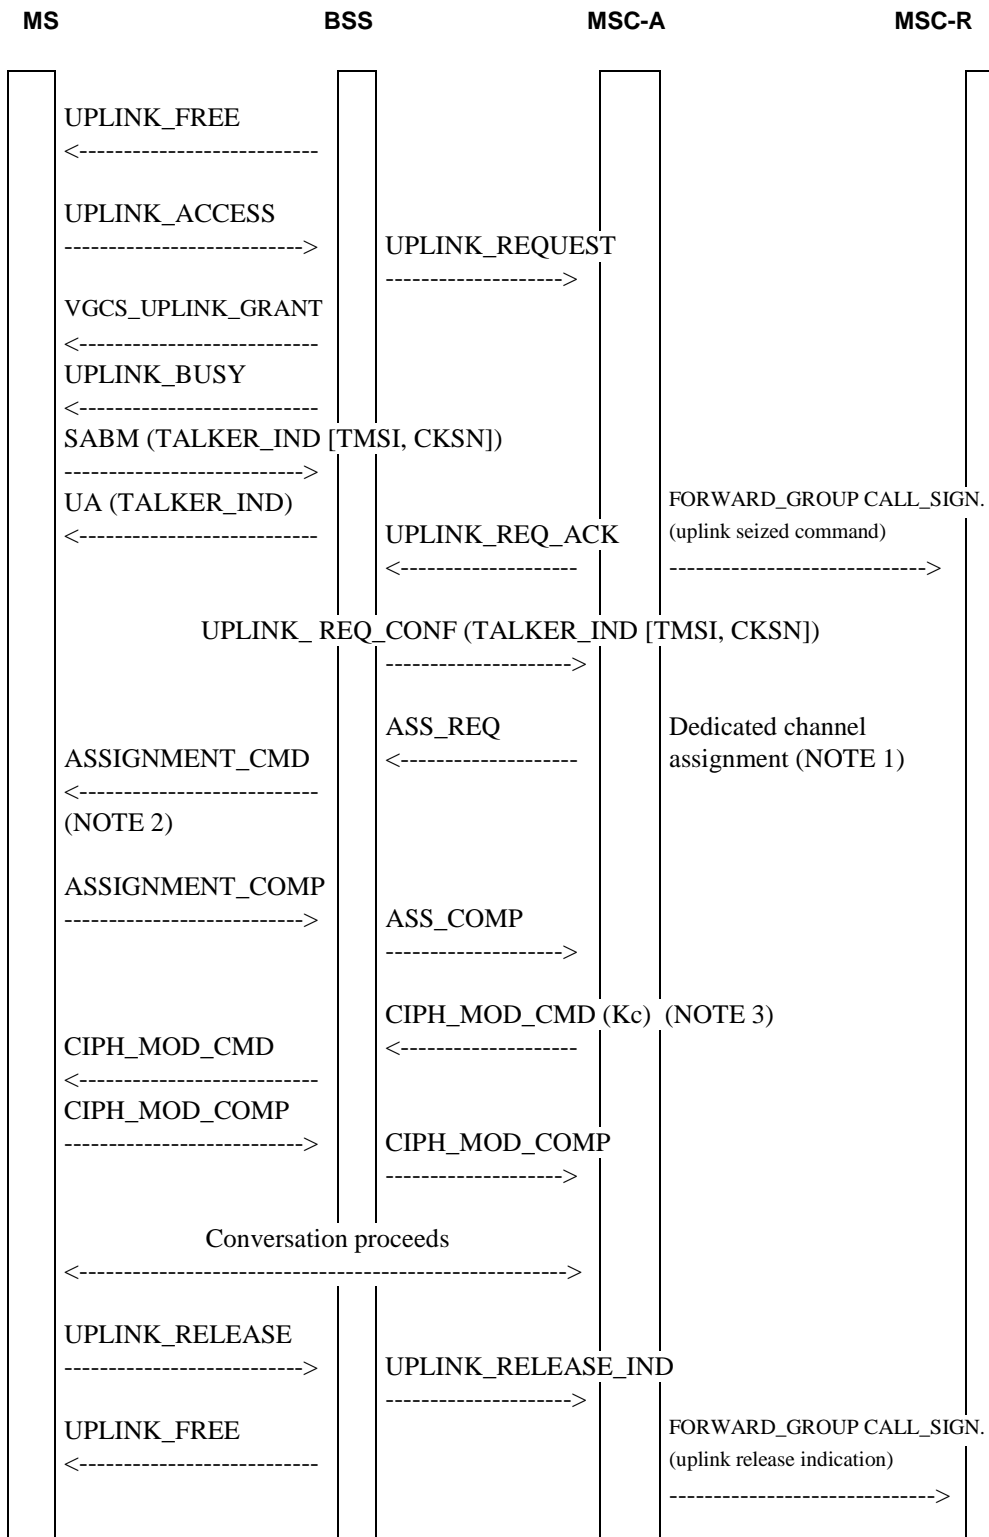 MS BSS MSC-A MSC-R
UPLINK_FREE
<---------------------------
UPLINK_ACCESS
--------------------------->
UPLINK_REQUEST
-------------------->
VGCS_UPLINK_GRANT
<---------------------------
UPLINK_BUSY
<---------------------------
SABM (TALKER_IND [TMSI, CKSN])
--------------------------->
UA (TALKER_IND)
<---------------------------
FORWARD_GROUP CALL_SIGN.
(uplink seized command)
UPLINK_REQ_ACK
<--------------------
----------------------------->
UPLINK_ REQ_CONF (TALKER_IND [TMSI, CKSN])
--------------------->
ASS_REQ
<--------------------
Dedicated channel
assignment (NOTE 1)
ASSIGNMENT_CMD
<---------------------------
(NOTE 2)
ASSIGNMENT_COMP
--------------------------->
ASS_COMP
-------------------->
CIPH_MOD_CMD (Kc) (NOTE 3)
<--------------------
CIPH_MOD_CMD
<---------------------------
CIPH_MOD_COMP
--------------------------->
CIPH_MOD_COMP
-------------------->
Conversation proceeds
<------------------------------------------------------->
UPLINK_RELEASE
--------------------------->
UPLINK_RELEASE_IND
--------------------->
UPLINK_FREE
<---------------------------
FORWARD_GROUP CALL_SIGN.
(uplink release indication)
------------------------------>